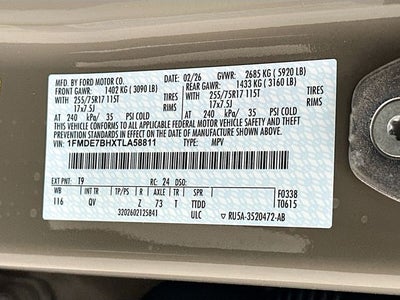 MFD. BY FORD MOTOR CO.
02/26 GVWR: 2685 KG ( 5920 LB)
FRONT GAWR: 1402 KG ( 3090 LB) REAR GAWR: 1433 KG ( 3160 LB)
255/75R17 115T TIRES 255/75R17 115T TIRES
17x7.5J RIMS 17x7.5J RIMS
AT 240 kPa/ 35 PSI COLD AT 240 kPa/ 35 PSI COLD
THIS VEHICLE CONFORMS TO ALL APPLICABLE FEDERAL MOTOR VEHICLE SAFETY AND THEFT
PREVENTION STANDARDS IN EFFECT ON THE DATE OF MANUFACTURE SHOWN ABOVE.
VIN: 1FMDE7BHXTLA58811 TYPE: MPV
EXT PNT: T9 RC: 24 DSO: F0338
WB INT TR TP/PS R AXLE TR SPR T0615
116 QV Z 73 T TTDD
3202602125841 ULC RU5A-3520472-AB